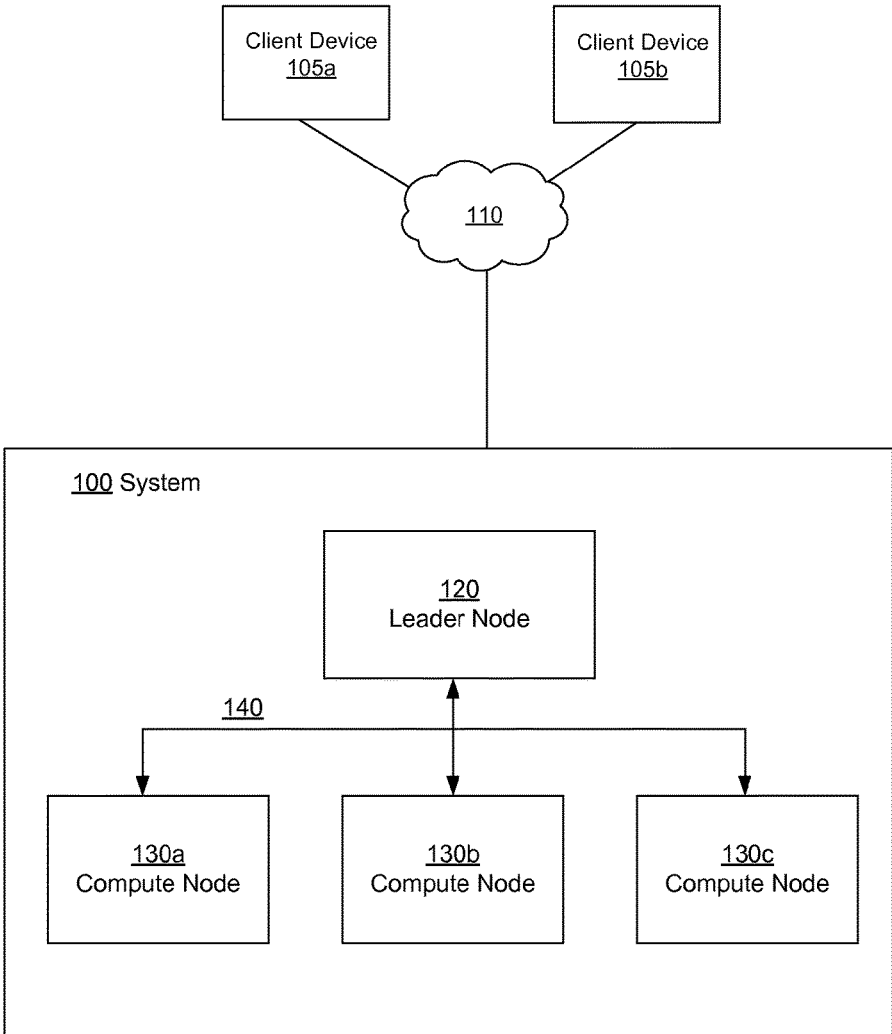 Client Device
105a
Client Device
105b
110
100 System
120
Leader Node
140
130a
Compute Node
130b
Compute Node
130c
Compute Node